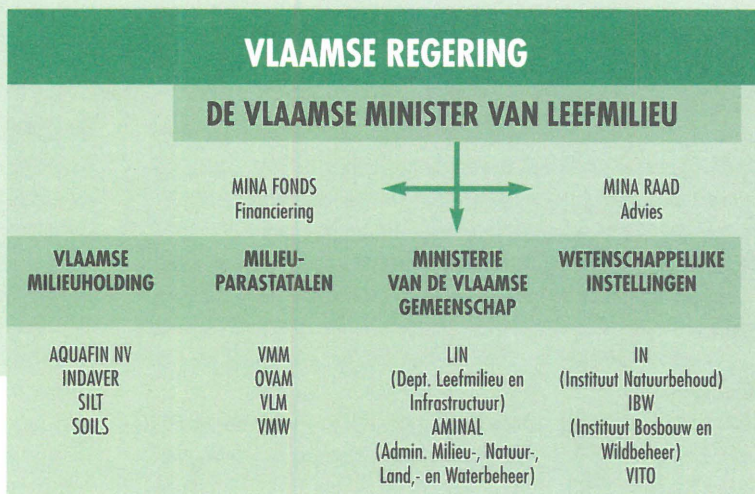 VLAAMSE REGERING
DE VLAAMSE MINISTER VAN LEEFMILIEU
MINA FONDS
Financiering
MINA RAAD
Advies
VLAAMSE
MILIEUHOLDING
AQUAFIN NV
INDAVER
SILT
SOILS
MILIEU-
PARASTATALEN
VMM
OVAM
VLM
VMW
MINISTERIE
VAN DE VLAAMSE
GEMEENSCHAP
LIN
(Dept. Leefmilieu en
Infrastructuur)
AMINAL
(Admin. Milieu-, Natuur-,
Land,- en Waterbeheer)
WETENSCHAPPELIJKE
INSTELLINGEN
IN
(Instituut Natuurbehoud)
IBW
(Instituut Bosbouw en
Wildbeheer)
VITO